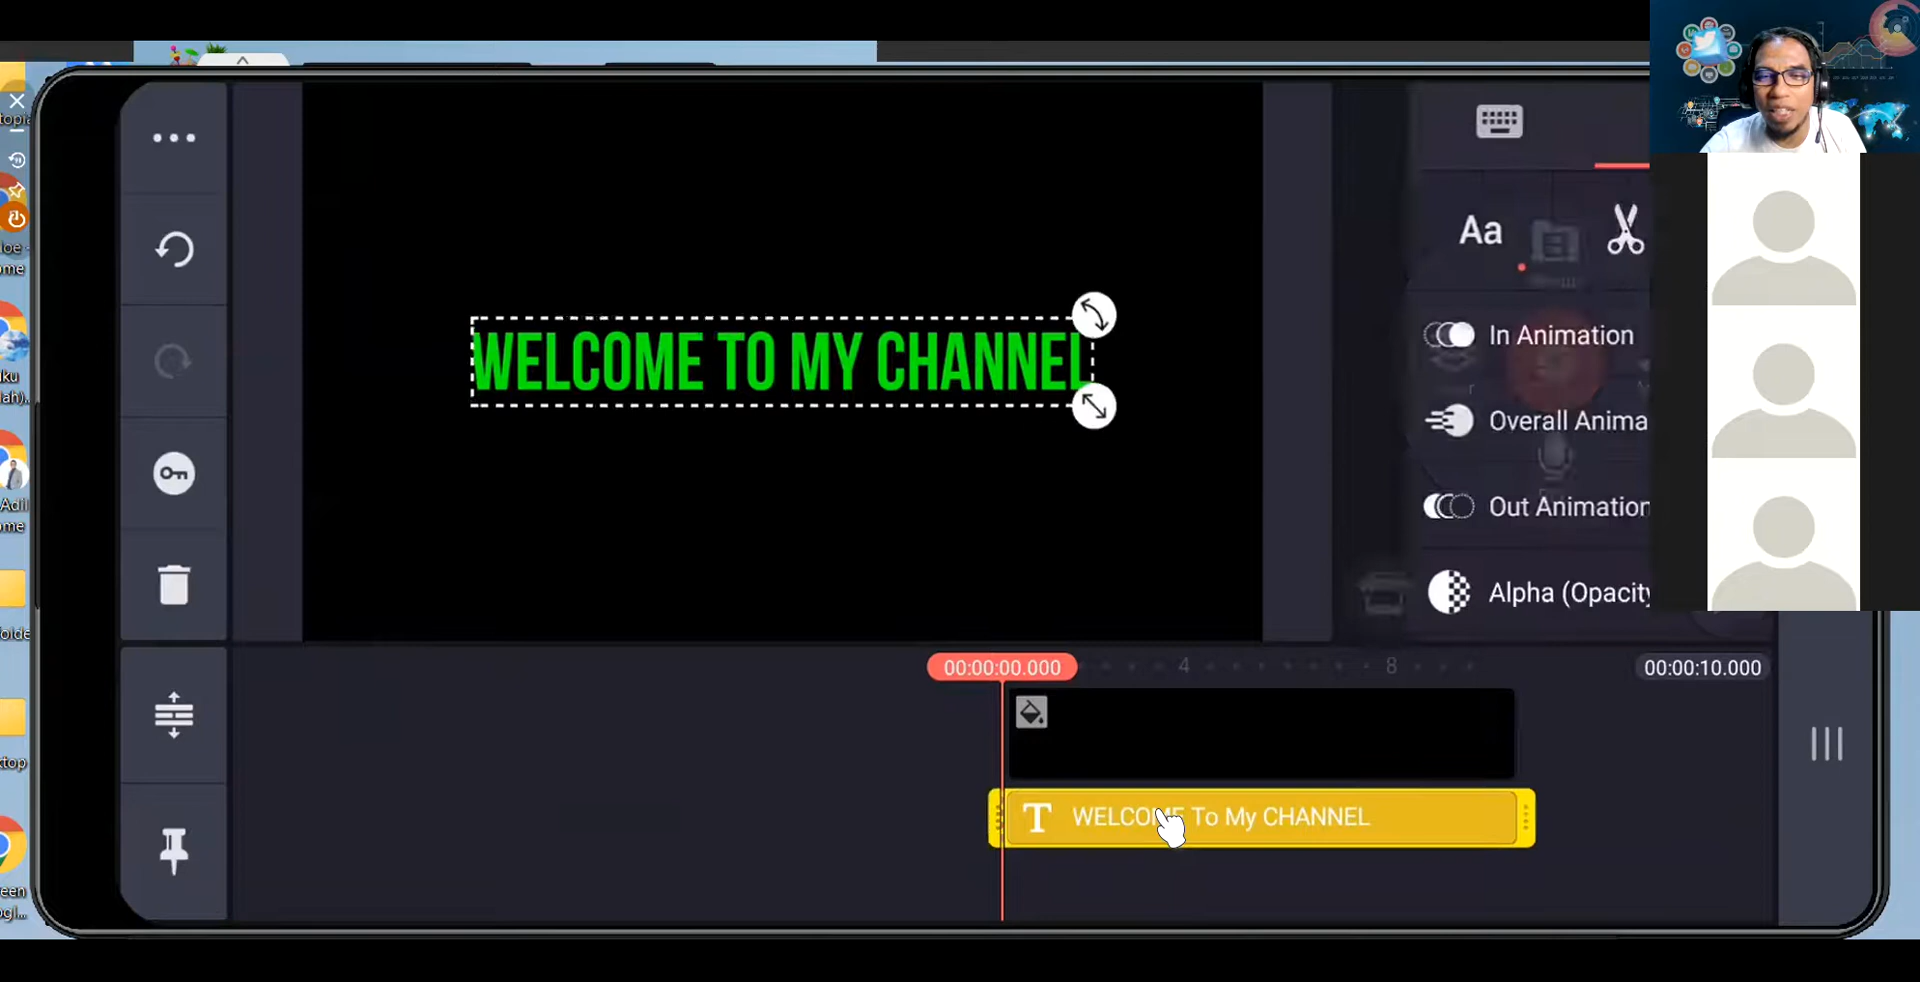 Aa
In Animation
Overall Anima
Out Animation
Alpha (Opacity
WELCOME TO MY CHANNEL
00:00:00.000
4
8
00:00:10.000
T WELCOME To My CHANNEL